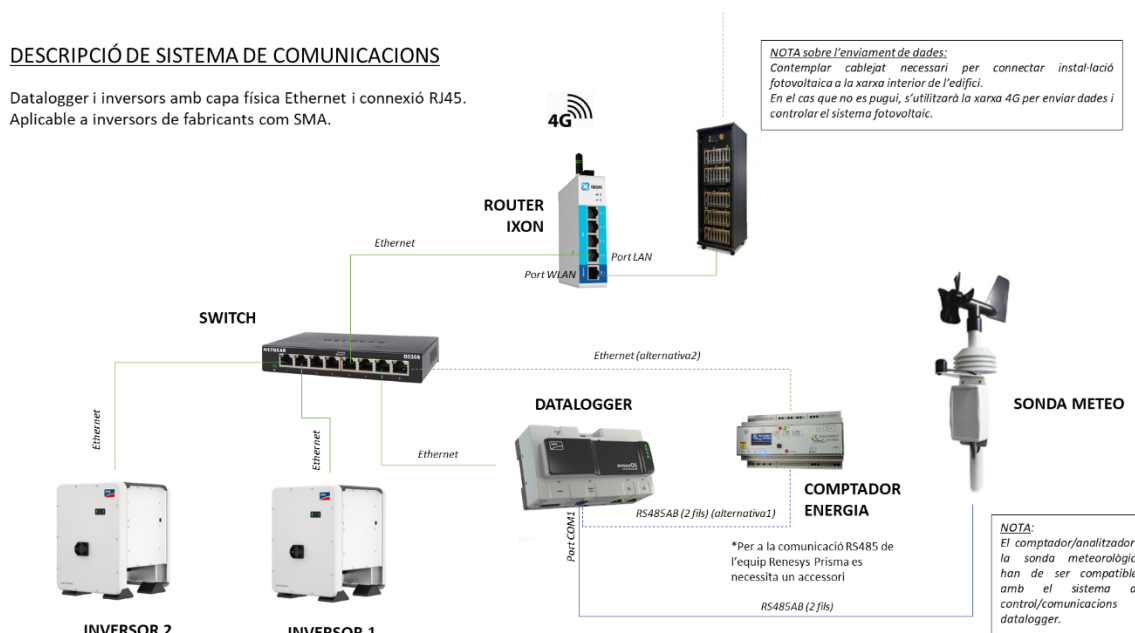 DESCRIPCIÓ DE SISTEMA DE COMUNICACIONS
Datalogger i inversors amb capa física Ethernet i connexió RJ45.
Aplicable a inversors de fabricants com SMA.
NOTA sobre l'enviament de dades:
Contemplar cablejat necessari per connectar instal·lació
fotovoltaica a la xarxa interior de l'edifici.
En el cas que no es pugui, s'utilitzarà la xarxa 4G per enviar dades i
controlar el sistema fotovoltaic.
4G
ROUTER
IXON
IXON
Ethernet
Port LAN
Port WLAN
SWITCH
NETGEAR
GS308
Ethernet (alternativa2)
DATALOGGER
SONDA METEO
Ethernet
Ethernet
Ethernet
COMPTADOR
ENERGIA
RS485AB (2 fils) (alternativa1)
Port COM1
*Per a la comunicació RS485 de
l'equip Renesys Prisma es
necessita un accessori
RS485AB (2 fils)
NOTA:
El comptador/analitzador
la sonda meteorològic
han de ser compatible
amb el sistema d
control/comunicacions
datalogger.
INVERSOR 2
INVERSOR 1